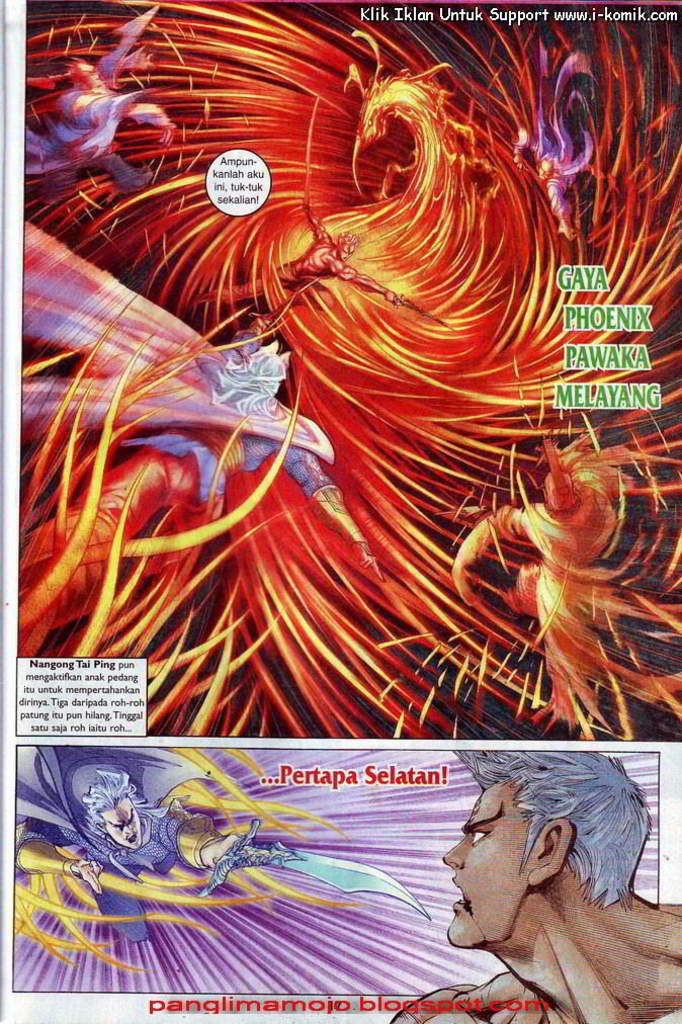 Klik Iklan Untuk Support www.i-komik.com
Ampun-
kanlah aku
ini, tuk-tuk
sekalian!
GAYA
PHOENIX
PAWAKA
MELAYANG
Nangong Tai Ping pun
mengaktifkan anak pedang
itu untuk mempertahankan
dirinya. Tiga daripada roh-roh
patung itu pun hilang. Tinggal
satu saja roh iaitu roh...
...Pertapa Selatan!
panglimamojo.blogspot.com